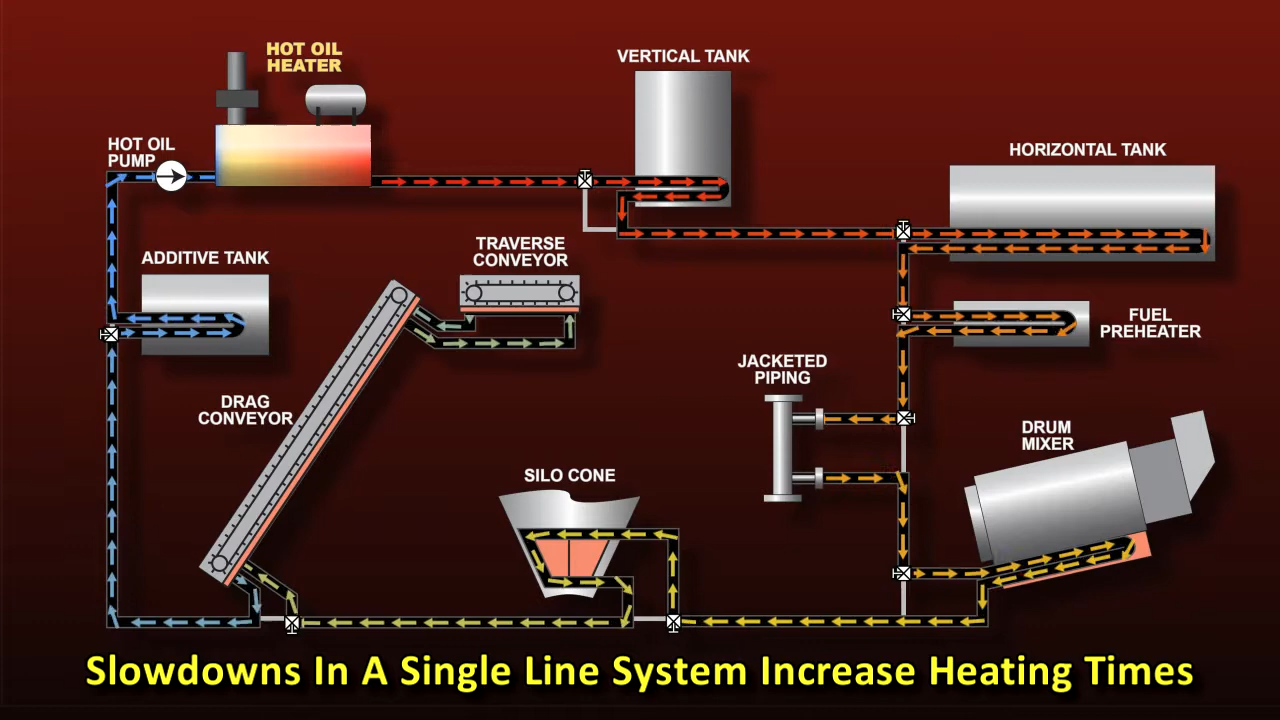 HOT OIL
HEATER
VERTICAL TANK
HOT OIL
PUMP
HORIZONTAL TANK
TRAVERSE
CONVEYOR
ADDITIVE TANK
FUEL
PREHEATER
JACKETED
PIPING
DRAG
CONVEYOR
DRUM
MIXER
SILO CONE
Slowdowns In A Single Line System Increase Heating Times